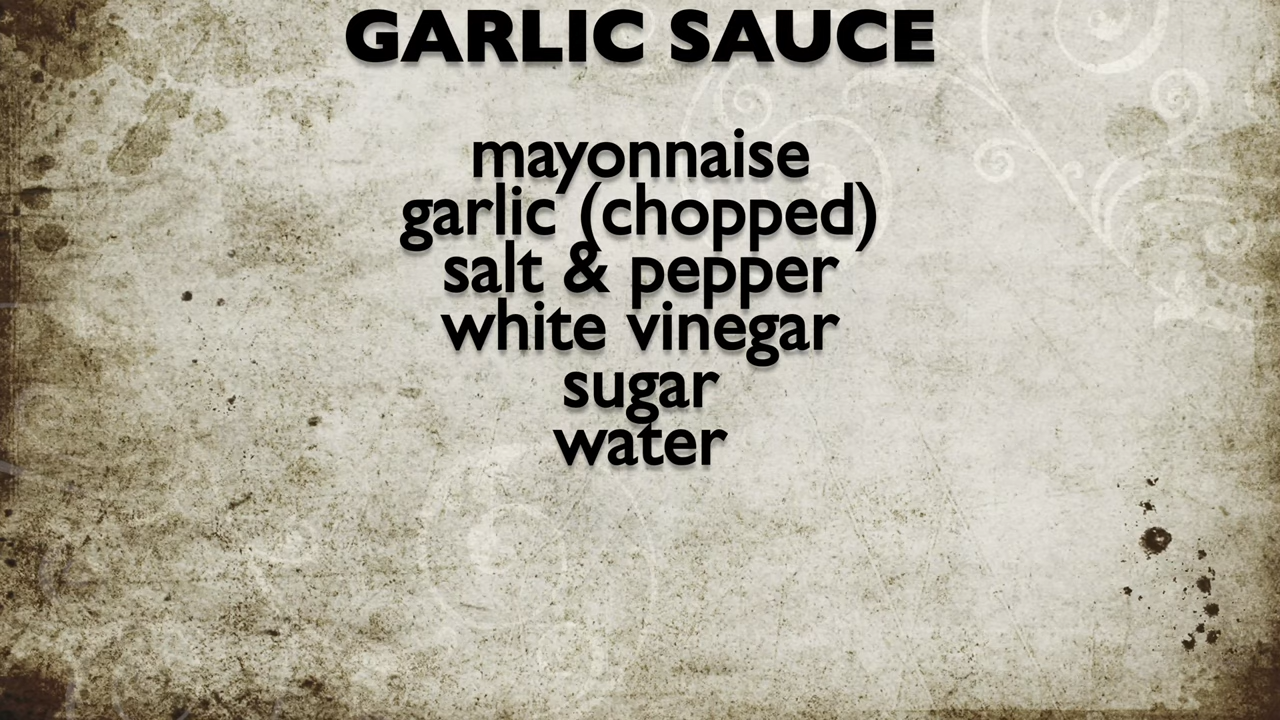 GARLIC SAUCE
mayonnaise
garlic (chopped)
salt & pepper
white vinegar
sugar
water